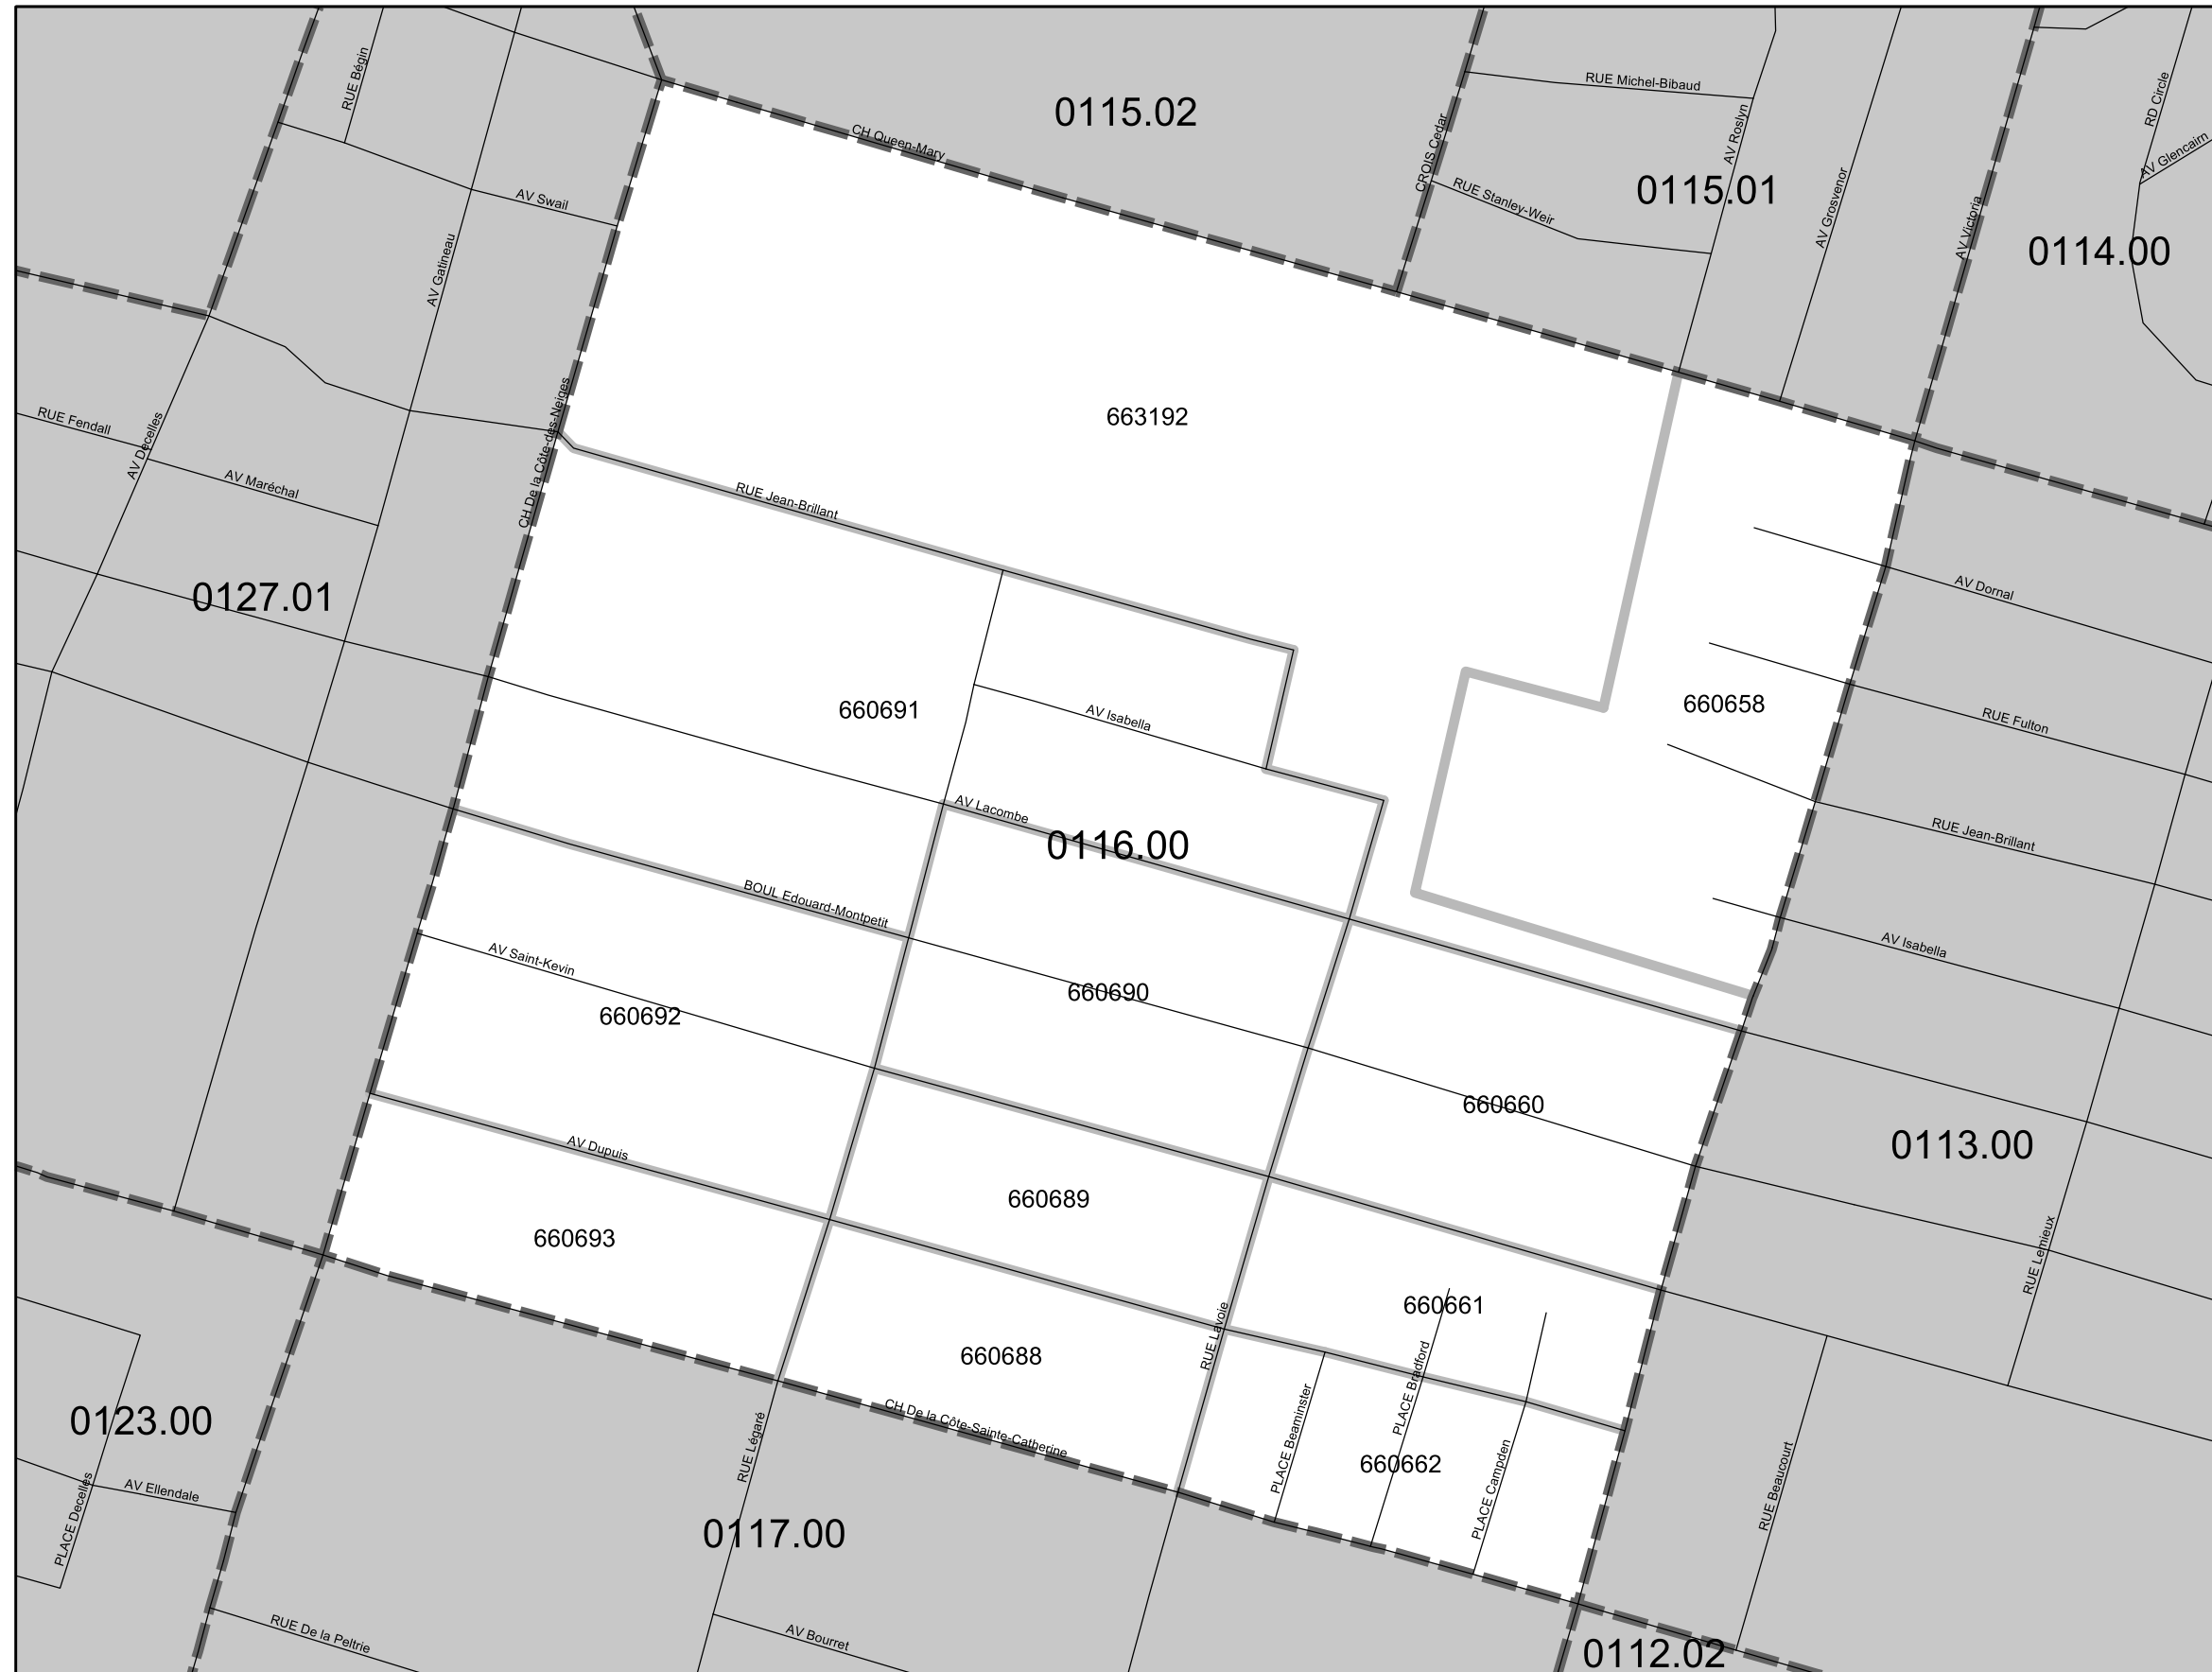 RUE Bégin
CH Queen-Mary
0115.02
RUE Michel-Bibaud
CROIS Cedar
AV Roslyn
RD Circle
AV Glencairn
AV Swail
RUE Stanley-Weir
0115.01
AV Grosvenor
AV Victoria
0114.00
AV Gatineau
RUE Fendall
AV Decelles
AV Maréchal
CH De la Côte-des-Neiges
663192
RUE Jean-Brillant
0127.01
AV Dornal
660691
AV Isabella
660658
RUE Fulton
AV Lacombe
0116.00
RUE Jean-Brillant
BOUL Edouard-Montpetit
AV Isabella
AV Saint-Kevin
660692
660690
660660
0113.00
AV Dupuis
660693
660689
RUE Lemieux
660661
RUE Lavoie
660688
PLACE Bradford
PLACE Beaminster
0123.00
CH De la Côte-Sainte-Catherine
RUE Légaré
660662
PLACE Campden
RUE Beaucourt
AV Ellendale
PLACE Decelles
0117.00
RUE De la Peltrie
AV Bourret
0112.02